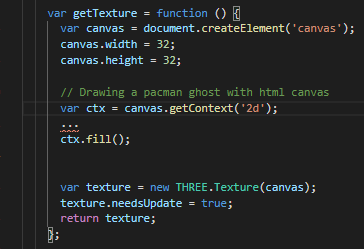 var getTexture = function () {
var canvas = document.createElement('canvas');
canvas.width = 32;
canvas.height = 32;
// Drawing a pacman ghost with html canvas
var ctx = canvas.getContext('2d');
...
ctx.fill();
var texture = new THREE.Texture(canvas);
texture.needsUpdate = true;
return texture;
};